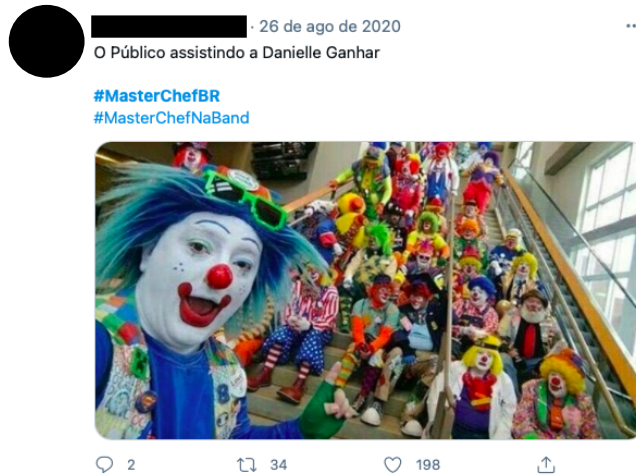 · 26 de ago de 2020
O Público assistindo a Danielle Ganhar
#MasterChefBR
#MasterChefNaBand
2 34 198